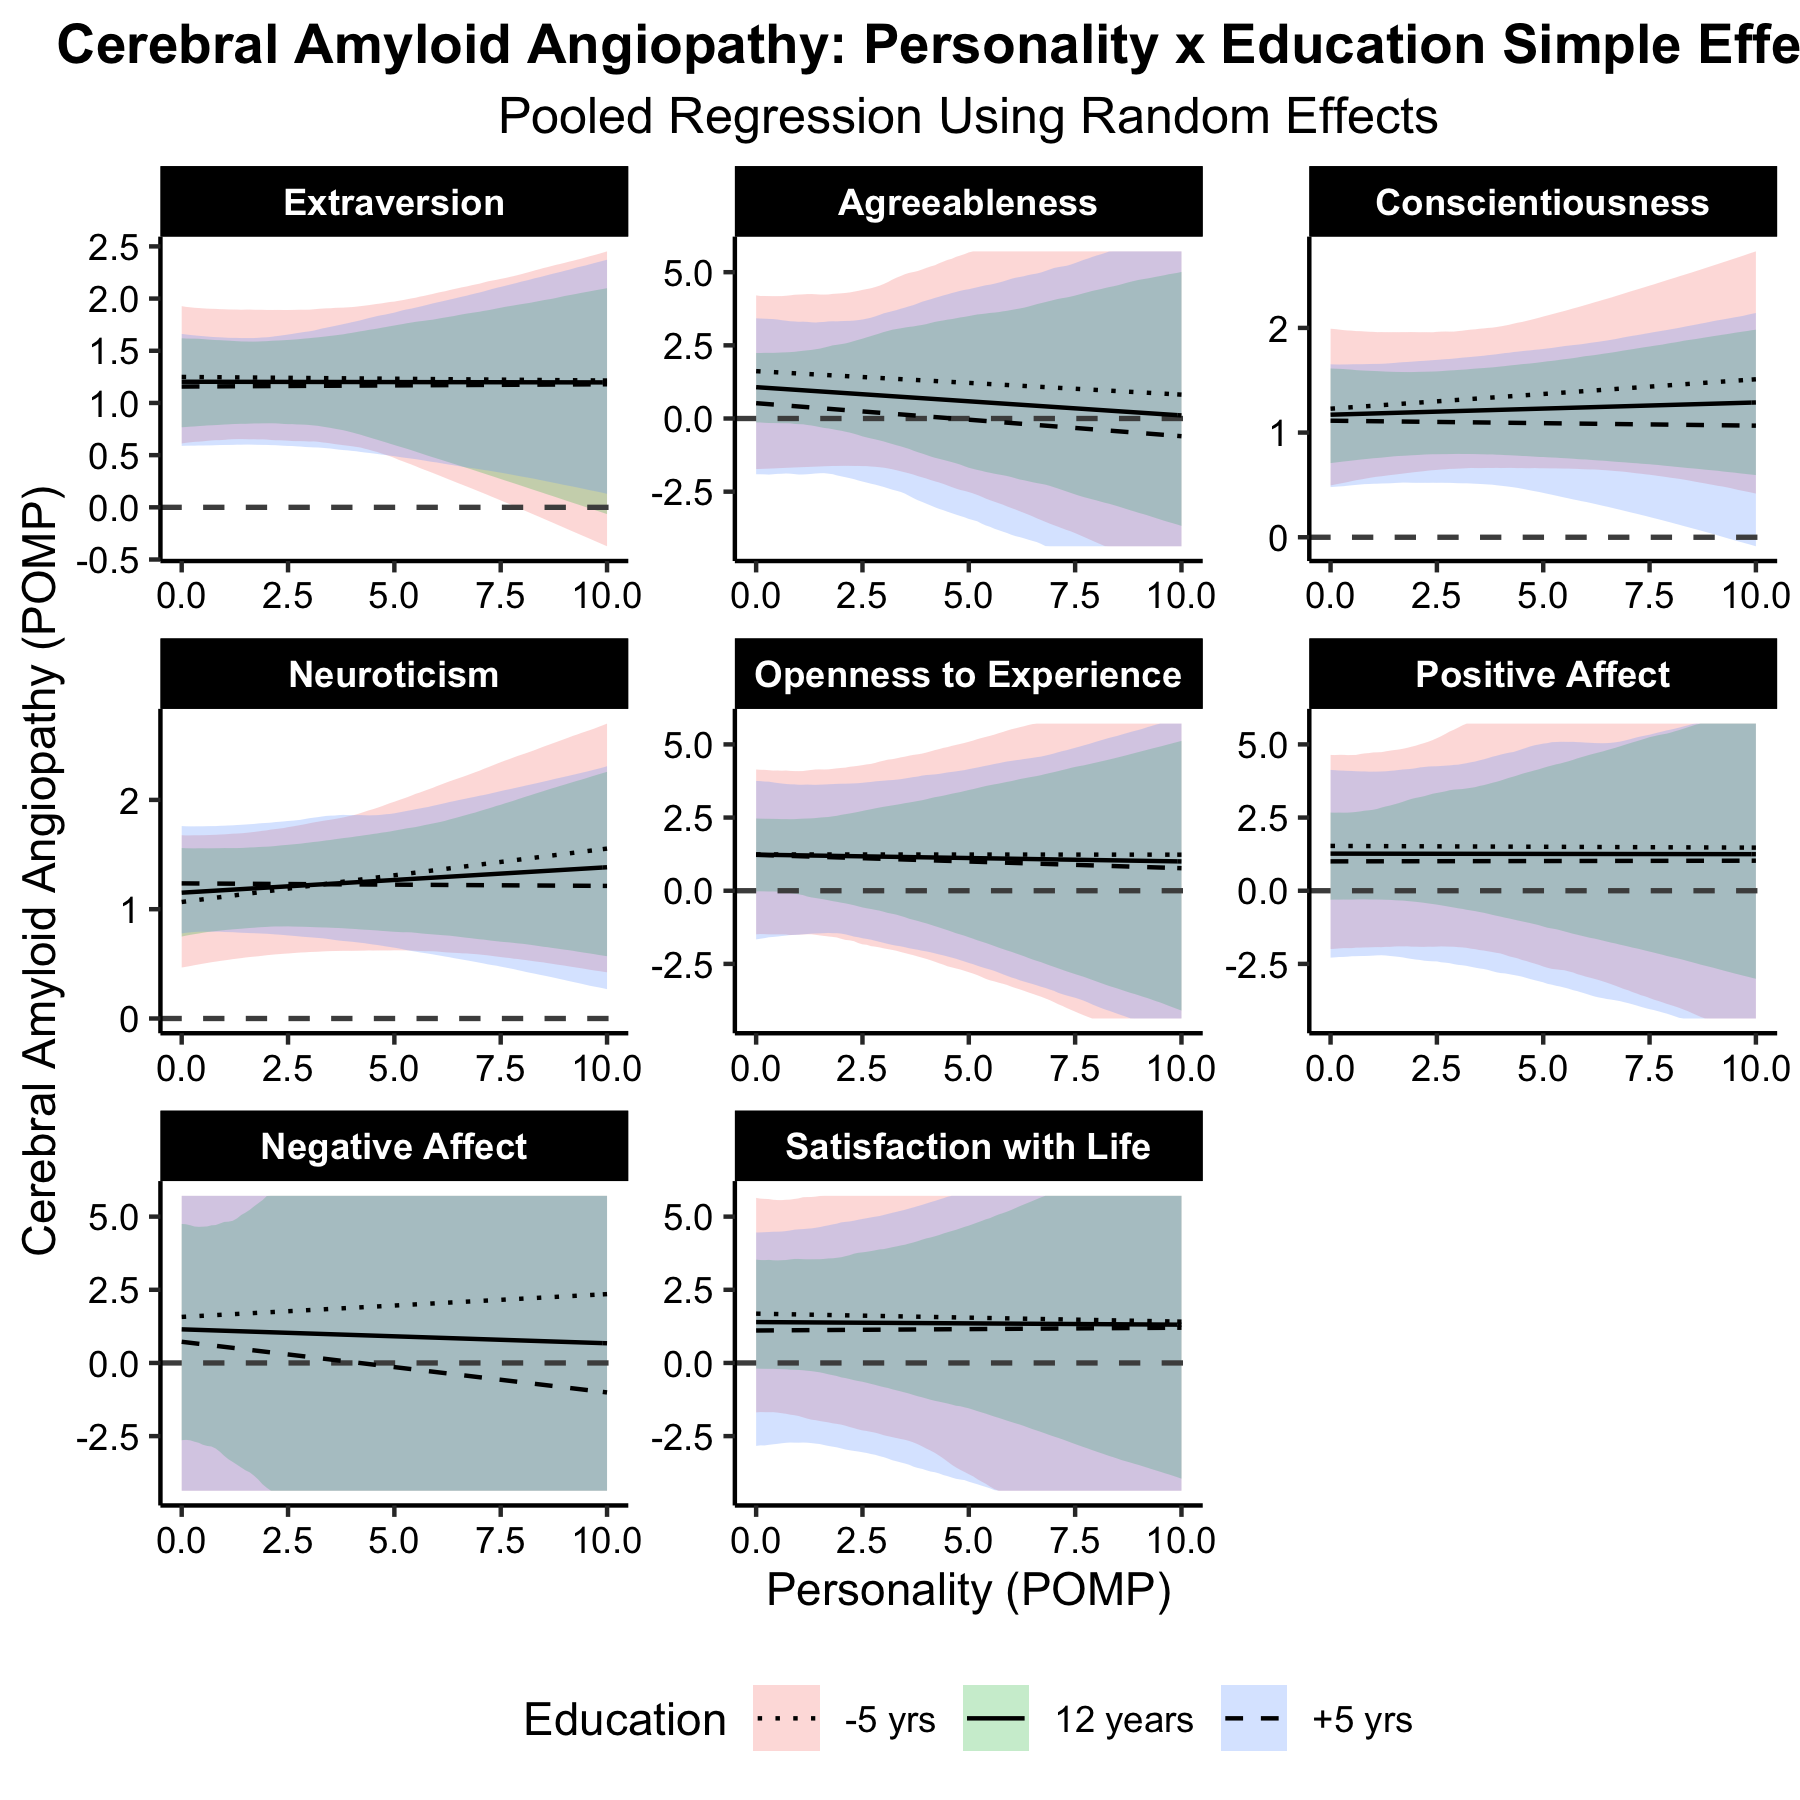 Cerebral Amyloid Angiopathy: Personality x Education Simple Effe
Pooled Regression Using Random Effects
Cerebral Amyloid Angiopathy (POMP)
Extraversion
2.5
2.0
1.5
1.0
0.5
0.0
-0.5
0.0 2.5 5.0 7.5 10.0
Agreeableness
5.0
2.5
0.0
-2.5
0.0 2.5 5.0 7.5 10.0
Conscientiousness
2
1
0
0.0 2.5 5.0 7.5 10.0
Neuroticism
2
1
0
0.0 2.5 5.0 7.5 10.0
Openness to Experience
5.0
2.5
0.0
-2.5
0.0 2.5 5.0 7.5 10.0
Positive Affect
5.0
2.5
0.0
-2.5
0.0 2.5 5.0 7.5 10.0
Negative Affect
5.0
2.5
0.0
-2.5
0.0 2.5 5.0 7.5 10.0
Satisfaction with Life
5.0
2.5
0.0
-2.5
0.0 2.5 5.0 7.5 10.0
Personality (POMP)
Education -5 yrs 12 years +5 yrs